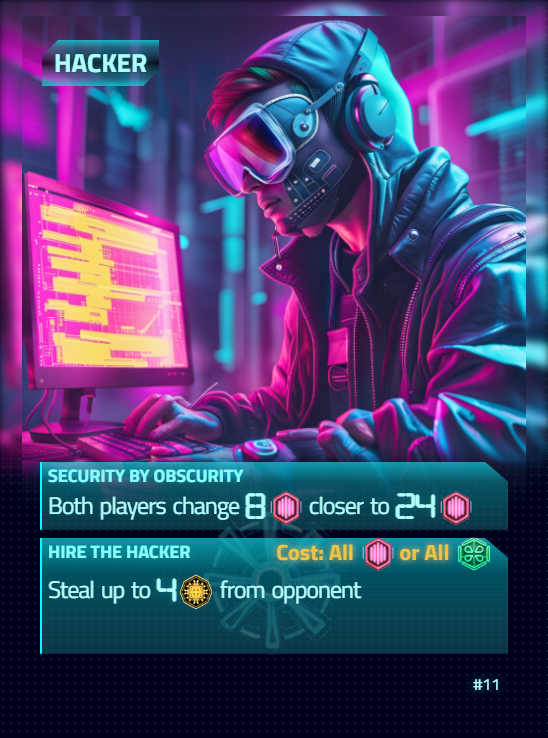 HACKER
SECURITY BY OBSCURITY
Both players change 8 closer to 24
HIRE THE HACKER Cost: All or All
Steal up to 4 from opponent
#11